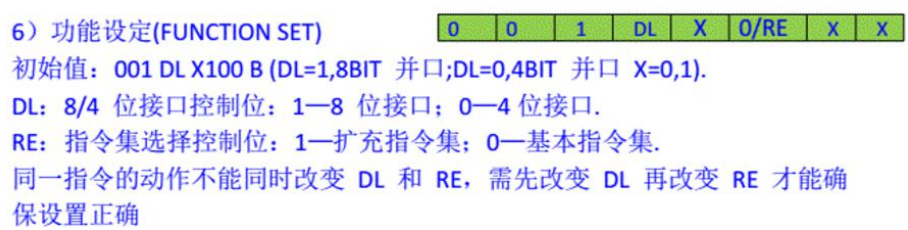 6）功能设定(FUNCTION SET) 0 0 1 DL X 0/RE X X
初始值：001 DL X100 B (DL=1,8BIT 并口;DL=0,4BIT 并口 X=0,1).
DL：8/4 位接口控制位：1—8 位接口；0—4 位接口.
RE：指令集选择控制位：1—扩充指令集；0—基本指令集.
同一指令的动作不能同时改变 DL 和 RE，需先改变 DL 再改变 RE 才能确
保设置正确